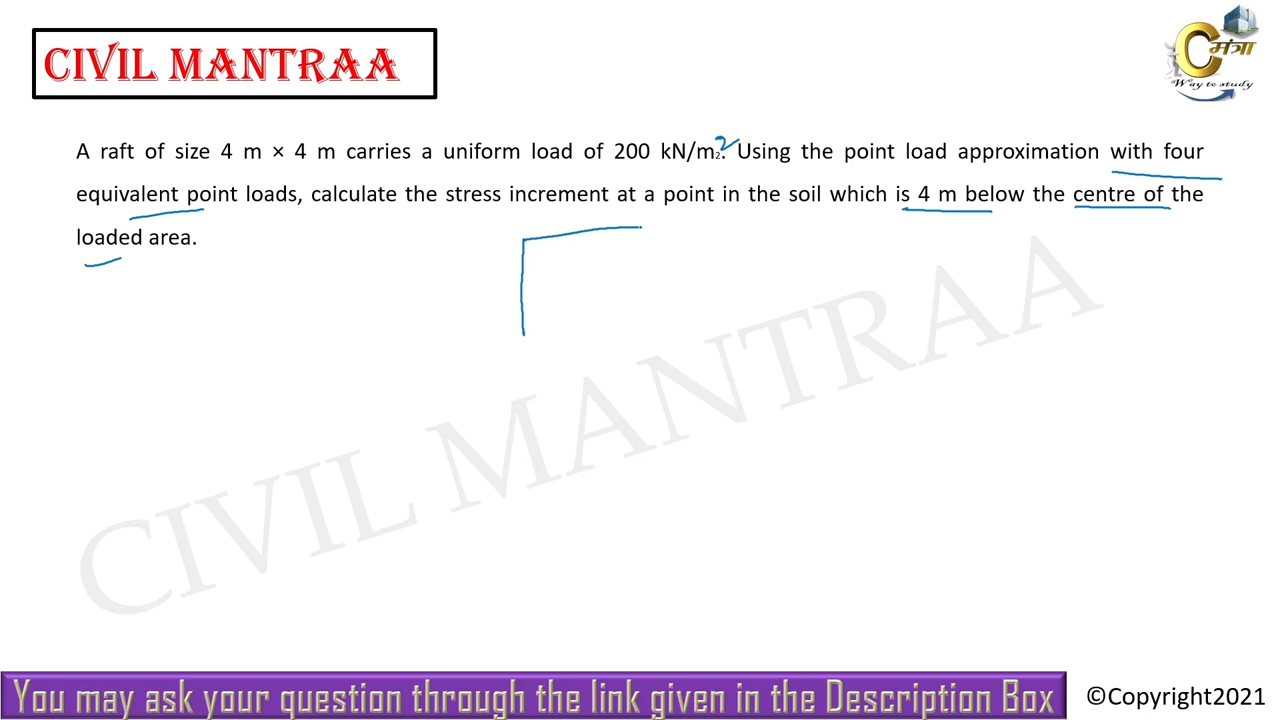 CIVIL MANTRAA
C मंत्रा
Way to study
A raft of size 4 m × 4 m carries a uniform load of 200 kN/m2. Using the point load approximation with four
equivalent point loads, calculate the stress increment at a point in the soil which is 4 m below the centre of the
loaded area.
2
CIVIL MANTRAA
You may ask your question through the link given in the Description Box
©Copyright2021